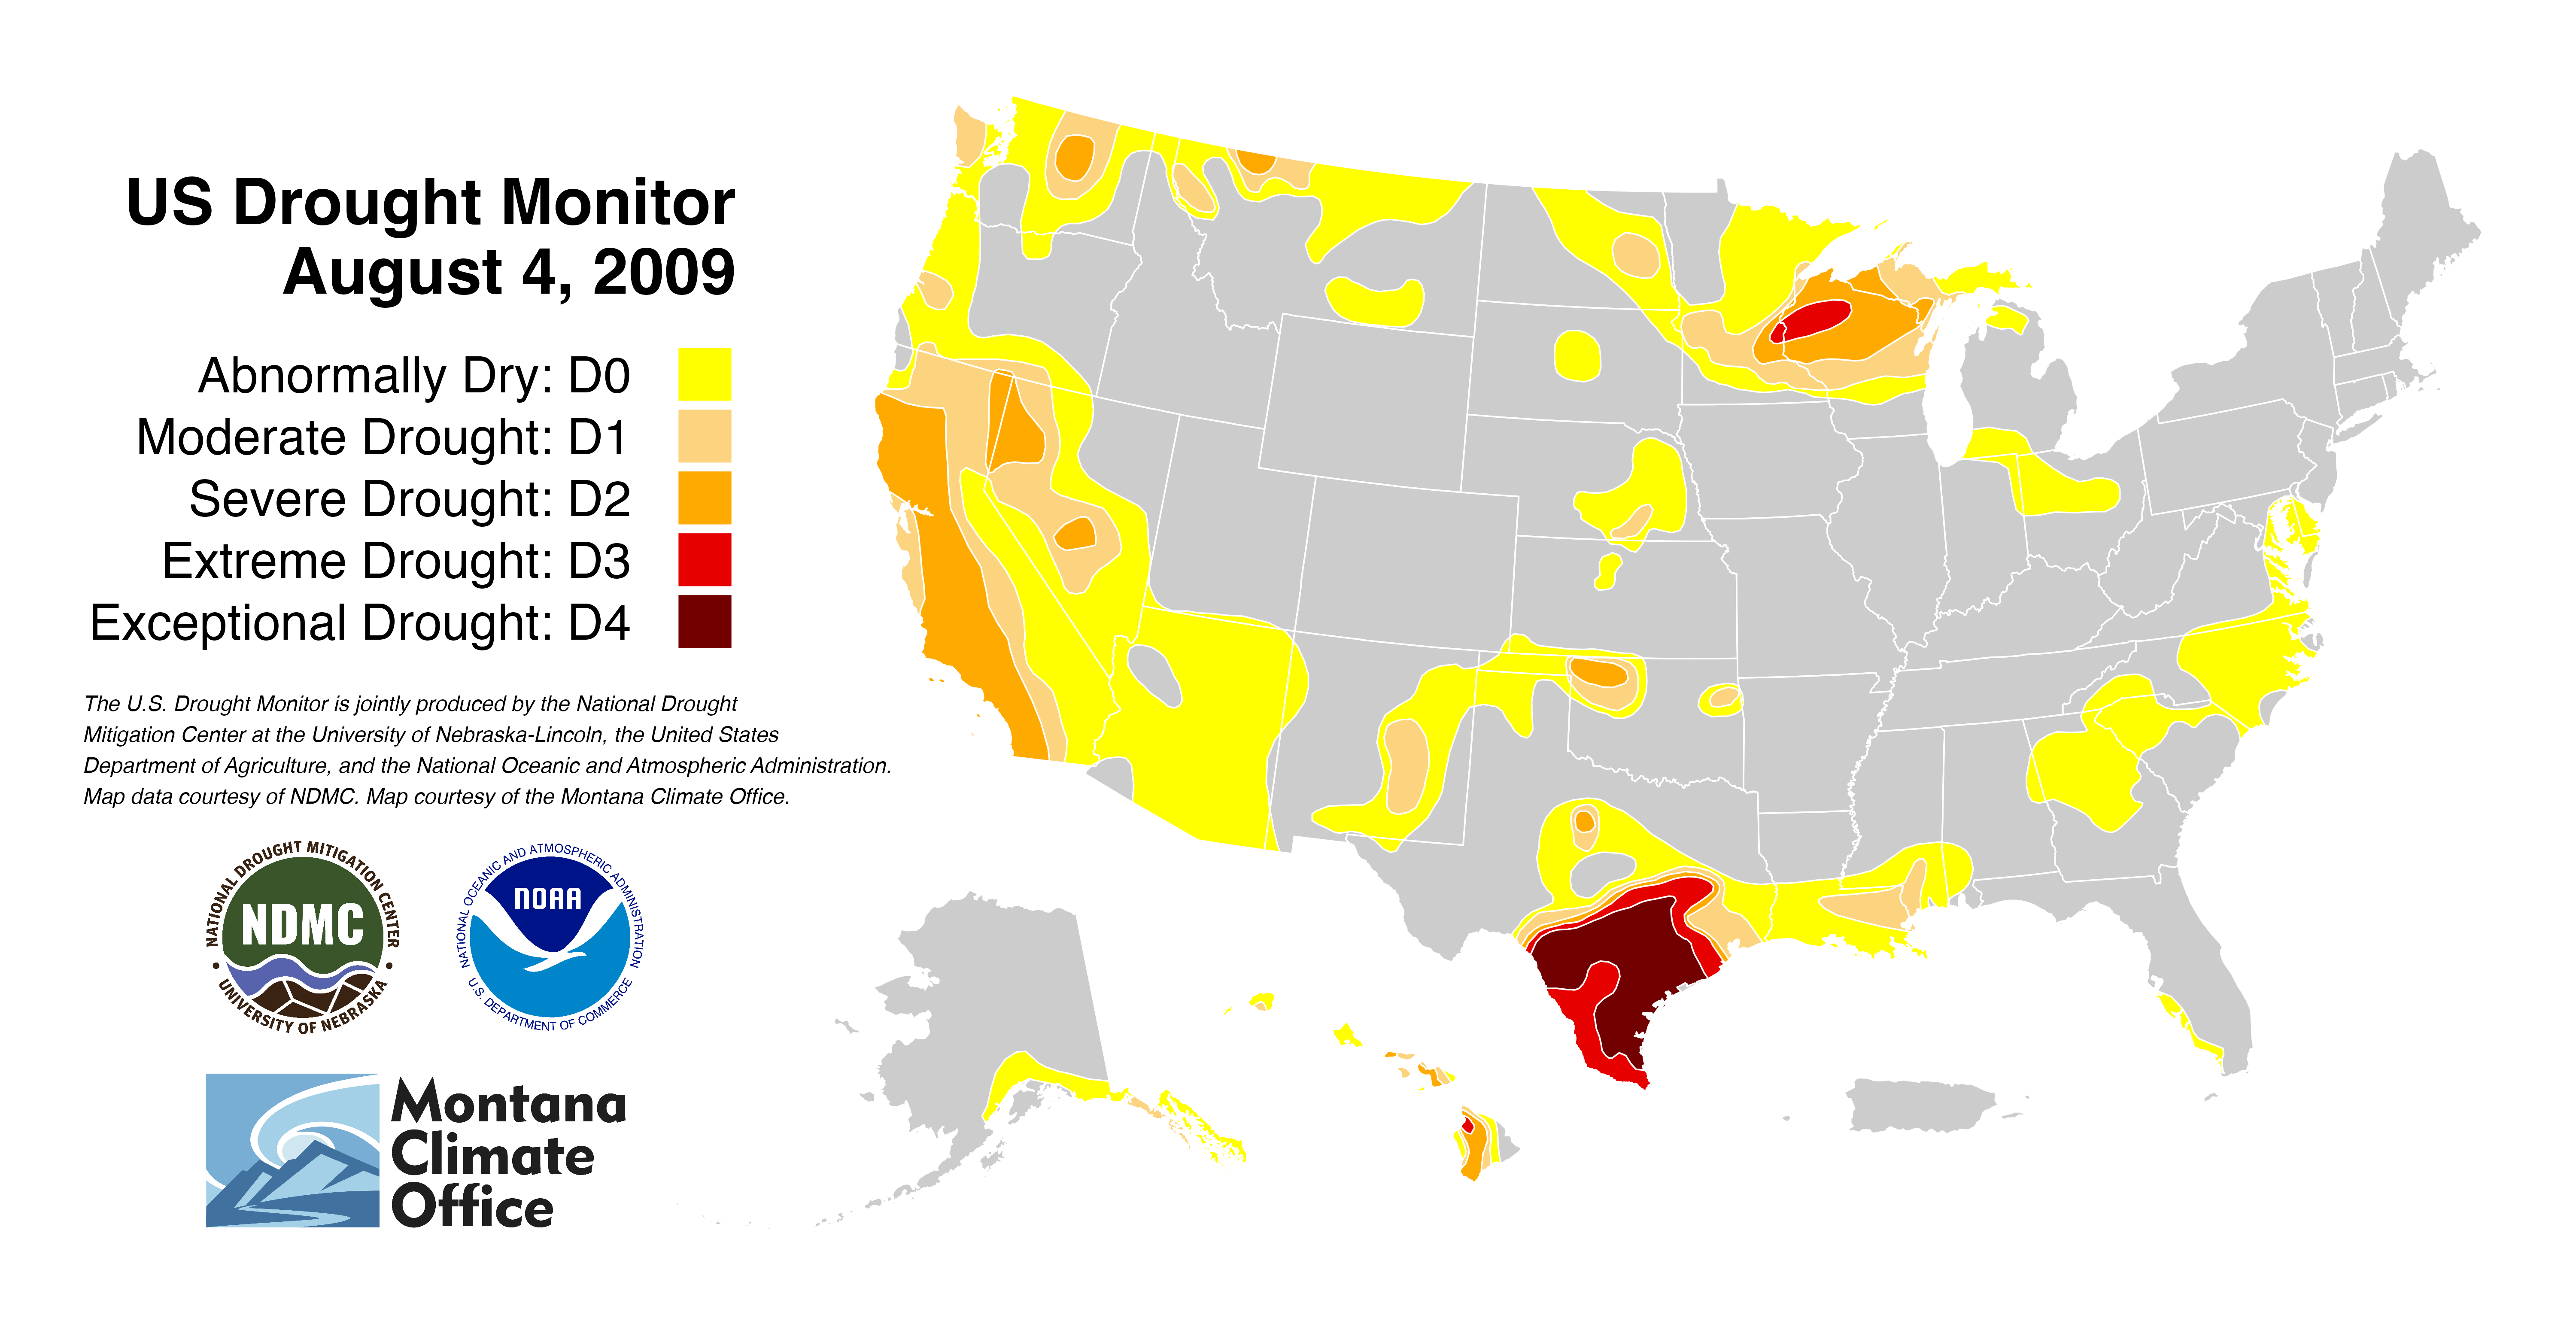 US Drought Monitor
August 4, 2009
Abnormally Dry: D0
Moderate Drought: D1
Severe Drought: D2
Extreme Drought: D3
Exceptional Drought: D4
The U.S. Drought Monitor is jointly produced by the National Drought
Mitigation Center at the University of Nebraska-Lincoln, the United States
Department of Agriculture, and the National Oceanic and Atmospheric Administration.
Map data courtesy of NDMC. Map courtesy of the Montana Climate Office.
NATIONAL DROUGHT MITIGATION CENTER
NDMC
• UNIVERSITY OF NEBRASKA •
NATIONAL OCEANIC AND ATMOSPHERIC ADMINISTRATION
NOAA
U.S. DEPARTMENT OF COMMERCE
Montana
Climate
Office